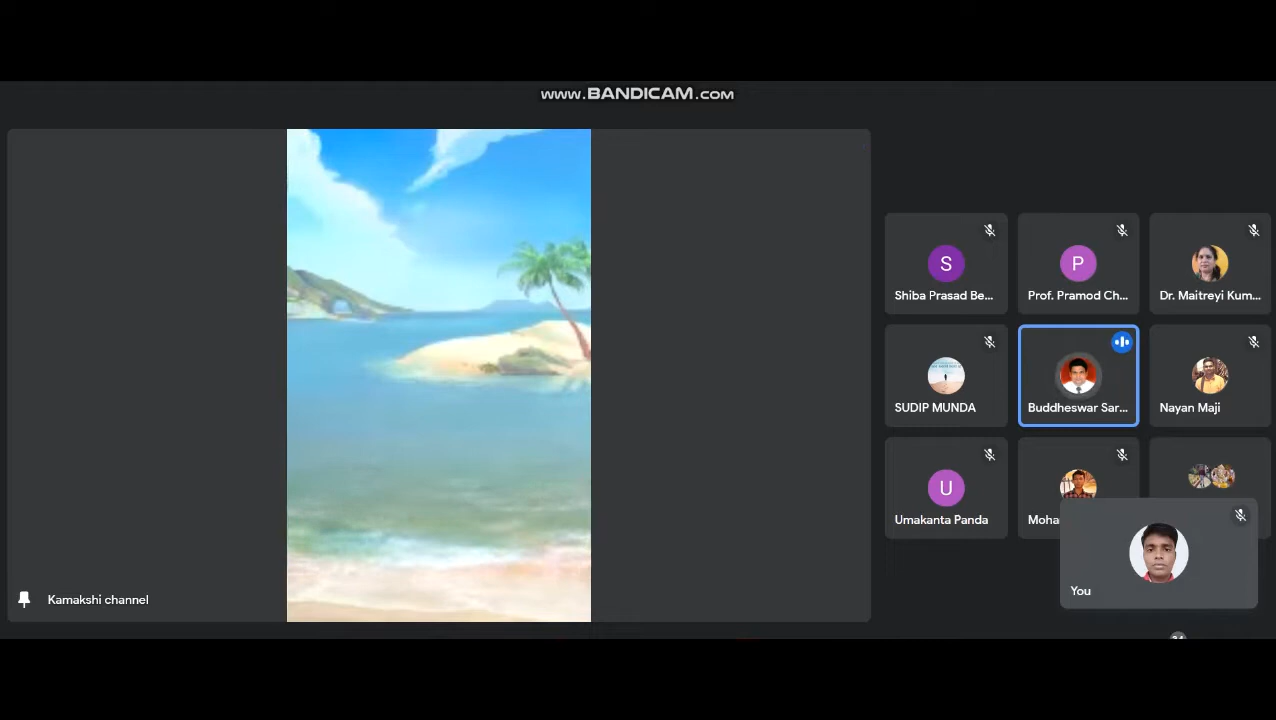 www.BANDICAM.com
S
Shiba Prasad Be...
P
Prof. Pramod Ch...
Dr. Maitreyi Kum...
SUDIP MUNDA
Buddheswar Sar...
Nayan Maji
U
Umakanta Panda
Moha
You
Kamakshi channel